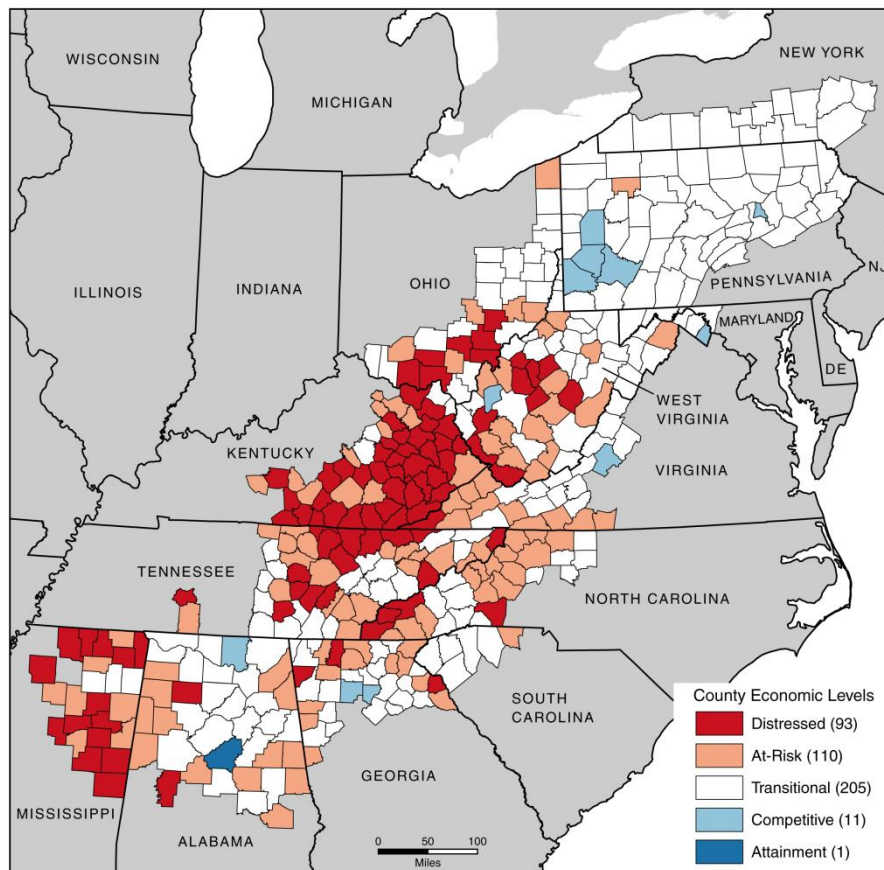 NEW YORK
WISCONSIN
MICHIGAN
PENNSYLVANIA
NJ
OHIO
ILLINOIS
INDIANA
MARYLAND
DE
WEST
VIRGINIA
KENTUCKY
VIRGINIA
TENNESSEE
NORTH CAROLINA
SOUTH
CAROLINA
GEORGIA
MISSISSIPPI
ALABAMA
0 50 100
Miles
County Economic Levels
Distressed (93)
At-Risk (110)
Transitional (205)
Competitive (11)
Attainment (1)